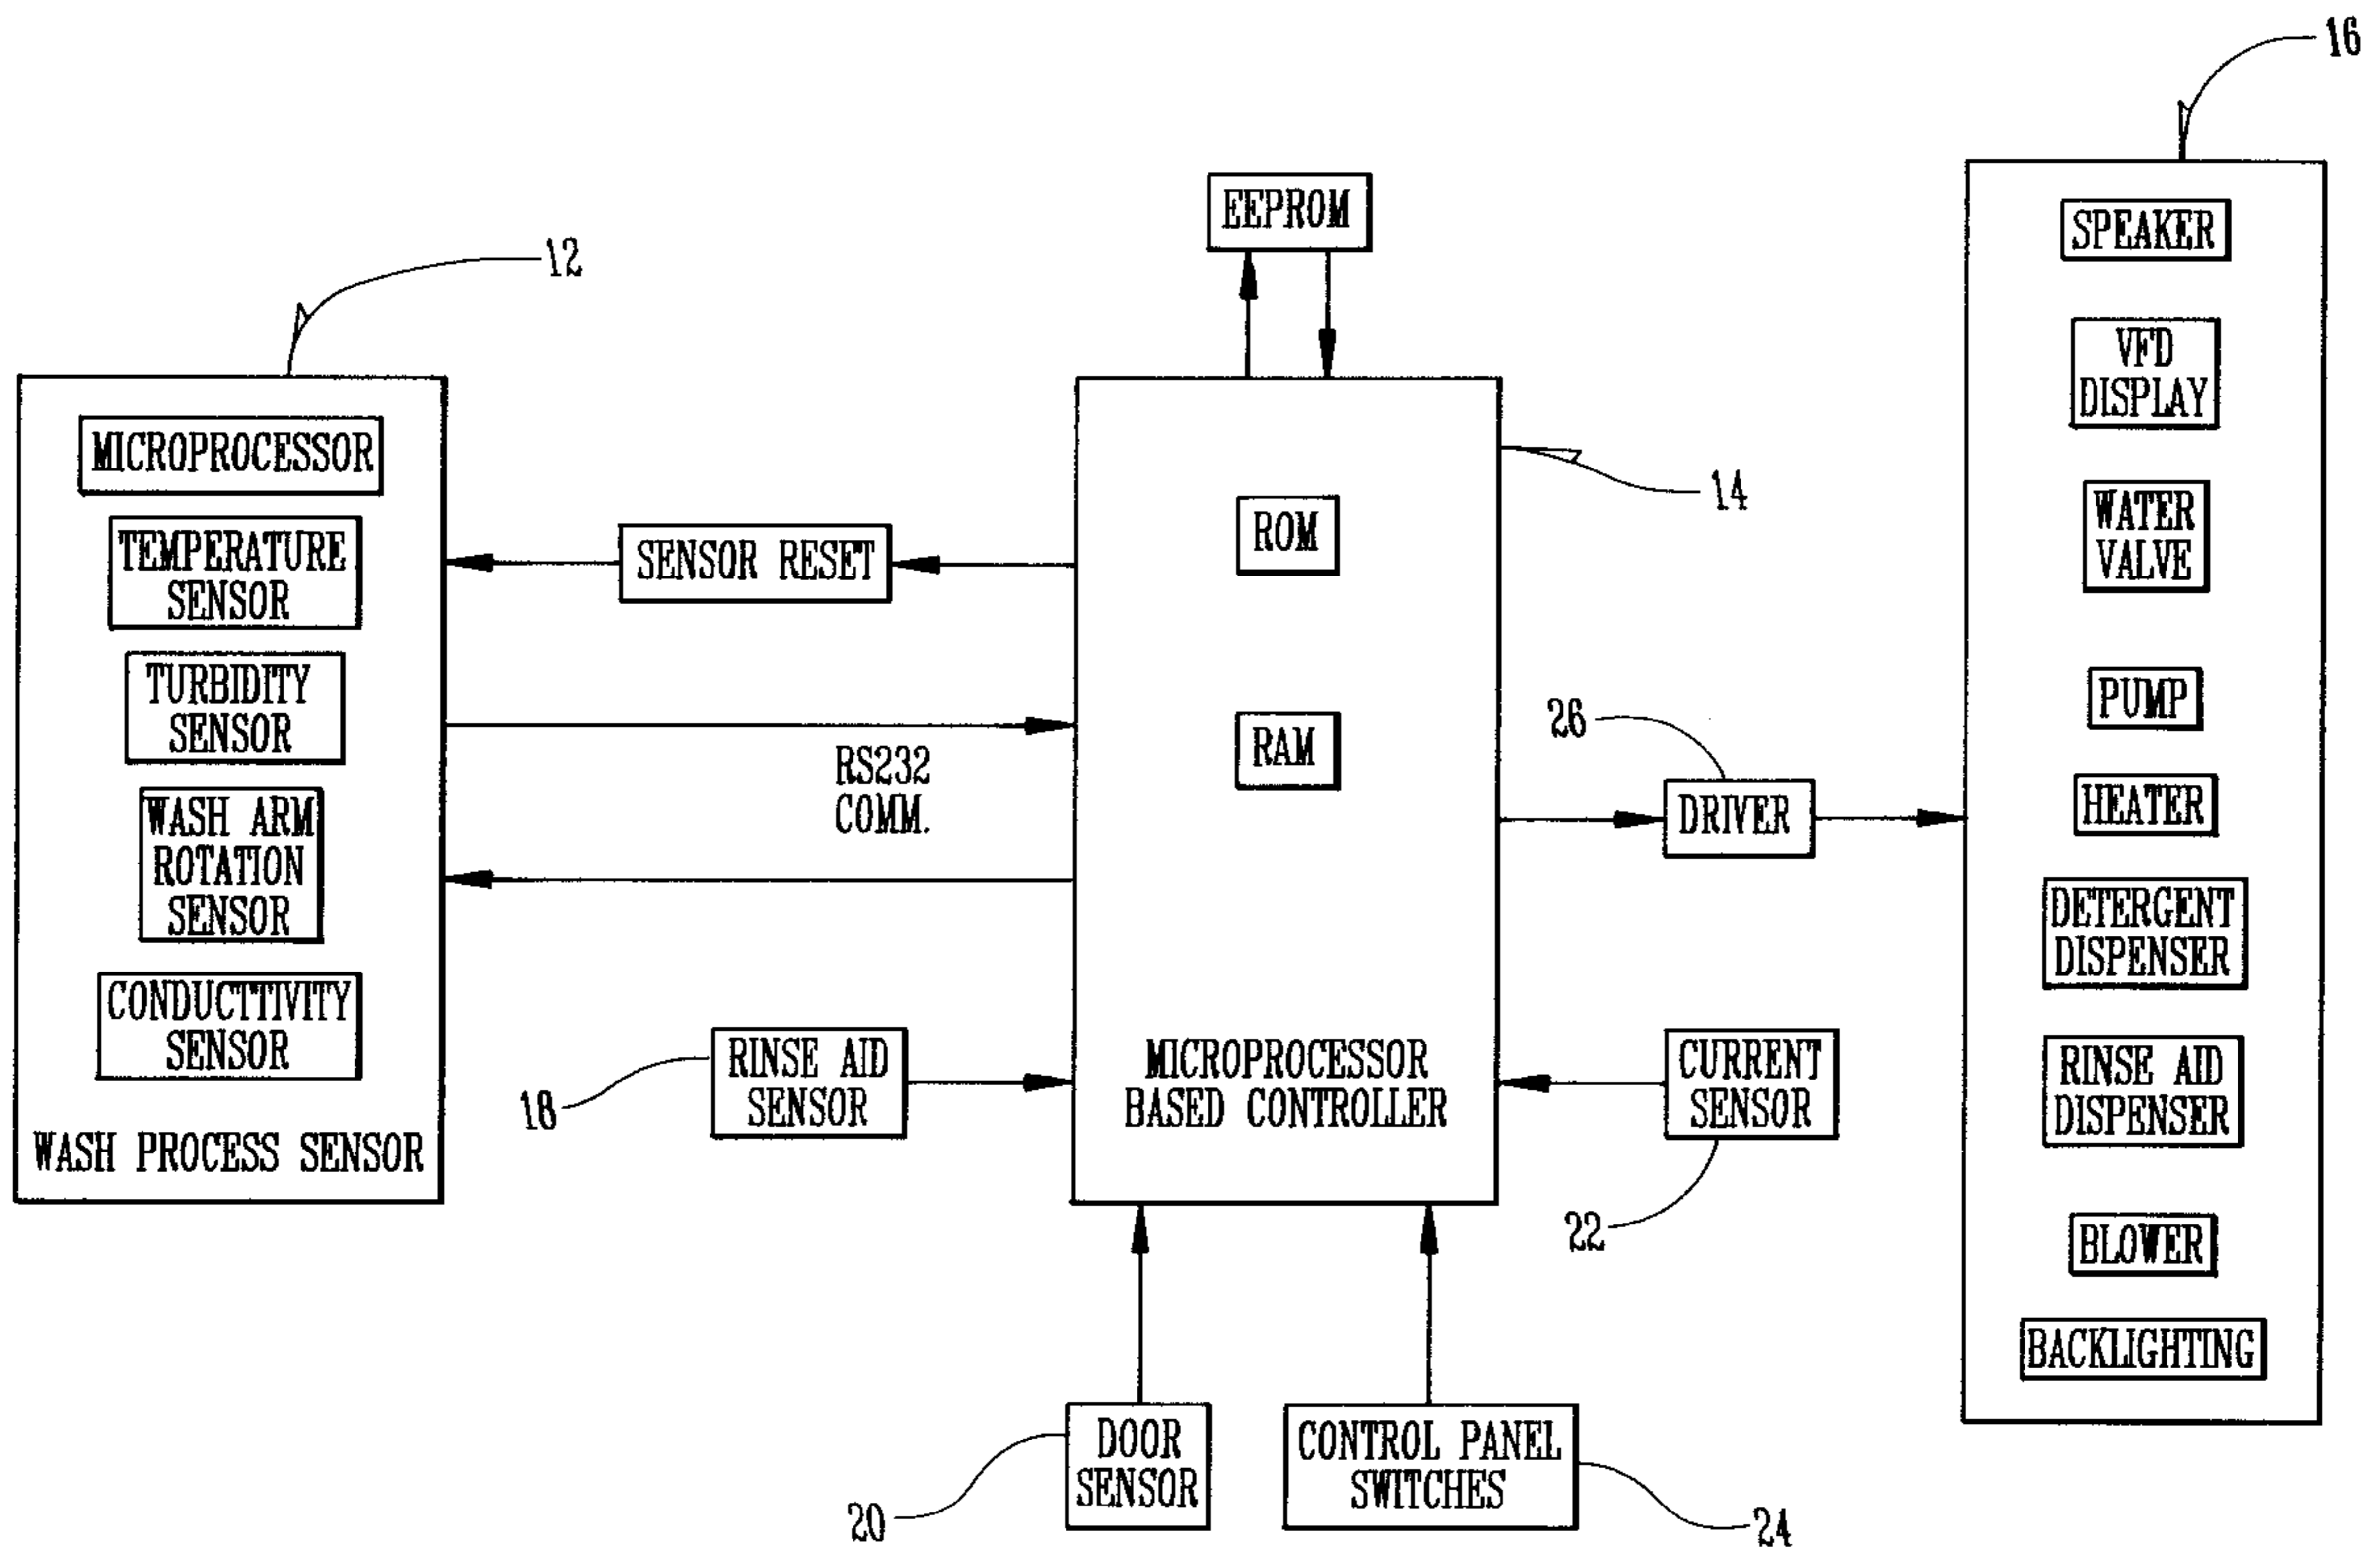 16
EEPROM
SPEAKER
12
VFD
DISPLAY
MICROPROCESSOR
14
WATER
VALVE
TEMPERATURE
SENSOR
SENSOR RESET
ROM
TURBIDITY
SENSOR
PUMP
26
RS232
COMM.
RAM
DRIVER
HEATER
WASH ARM
ROTATION
SENSOR
DETERGENT
DISPENSER
CONDUCTTIVITY
SENSOR
18
RINSE AID
SENSOR
MICROPROCESSOR
BASED CONTROLLER
CURRENT
SENSOR
RINSE AID
DISPENSER
WASH PROCESS SENSOR
22
BLOWER
BACKLIGHTING
20
DOOR
SENSOR
CONTROL PANEL
SWITCHES
24